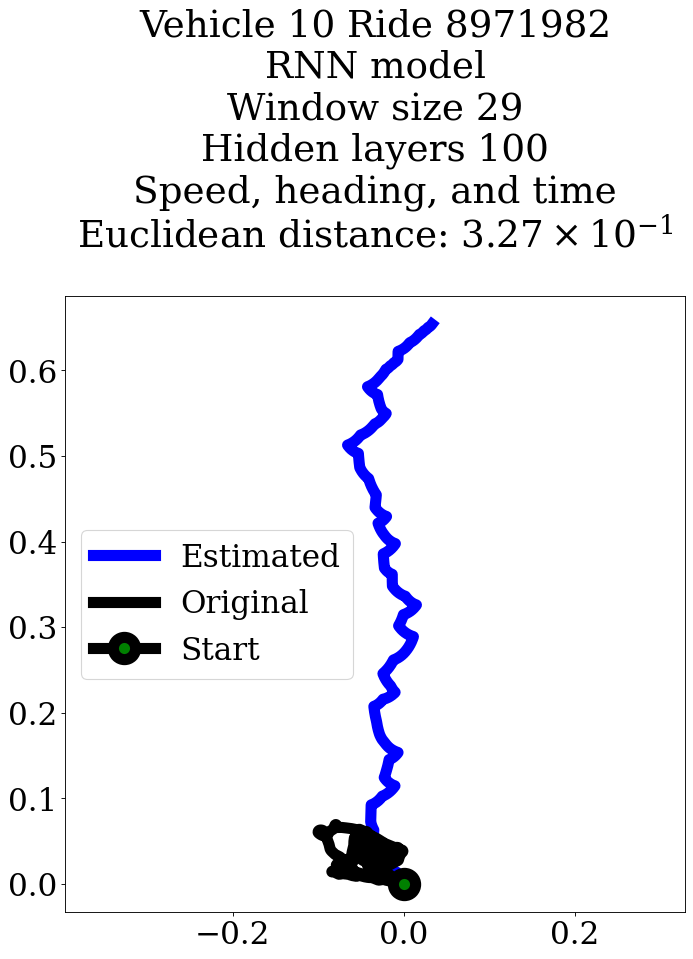 Vehicle 10 Ride 8971982
RNN model
Window size 29
Hidden layers 100
Speed, heading, and time
Euclidean distance: 3.27 × 10⁻¹
0.6
0.5
0.4
0.3
0.2
0.1
0.0
Estimated
Original
Start
−0.2
0.0
0.2